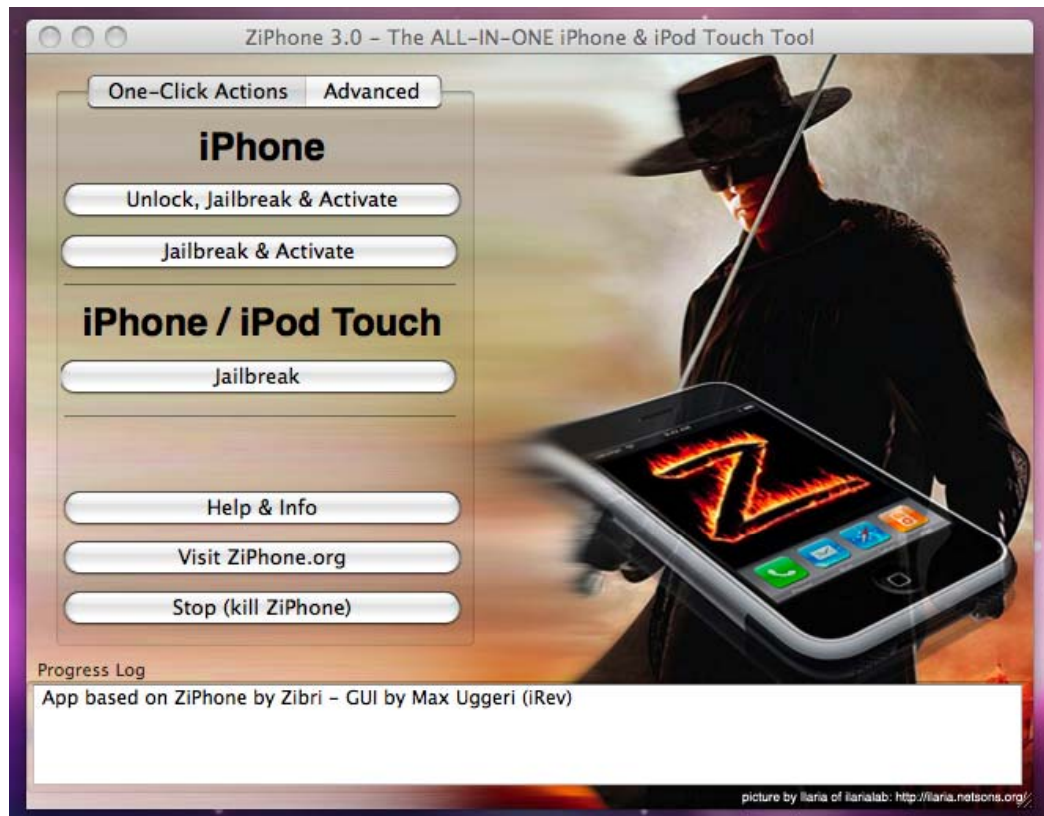 ZiPhone 3.0 – The ALL-IN-ONE iPhone & iPod Touch Tool
One-Click Actions Advanced
iPhone
Unlock, Jailbreak & Activate
Jailbreak & Activate
iPhone / iPod Touch
Jailbreak
Help & Info
Visit ZiPhone.org
Stop (kill ZiPhone)
Z
Progress Log
App based on ZiPhone by Zibri – GUI by Max Uggeri (iRev)
picture by Ilaria of ilarialab: http://ilaria.netsons.org/